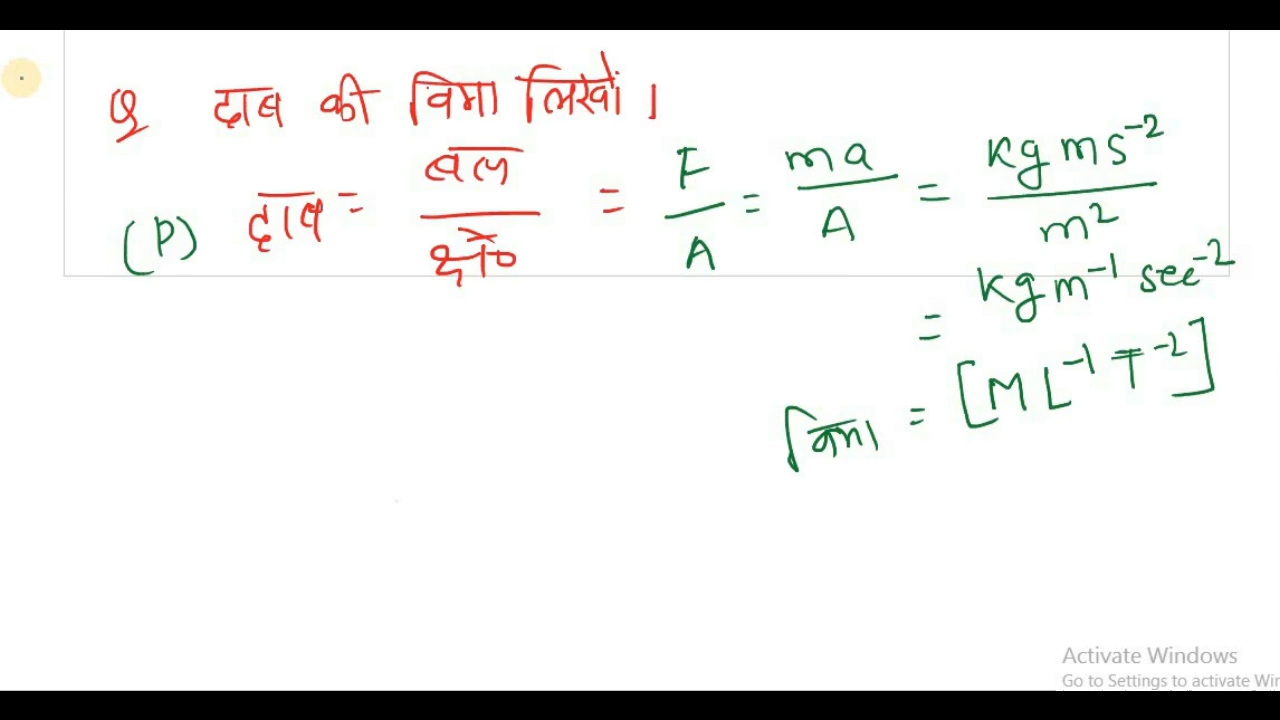 Q दाब की विमा लिखों।
(P) दाब = बल / क्षे० = F / A = ma / A = kg m s⁻² / m²
= kg m⁻¹ sec⁻²
विमा = [M L⁻¹ T⁻²]
Activate Windows
Go to Settings to activate Win